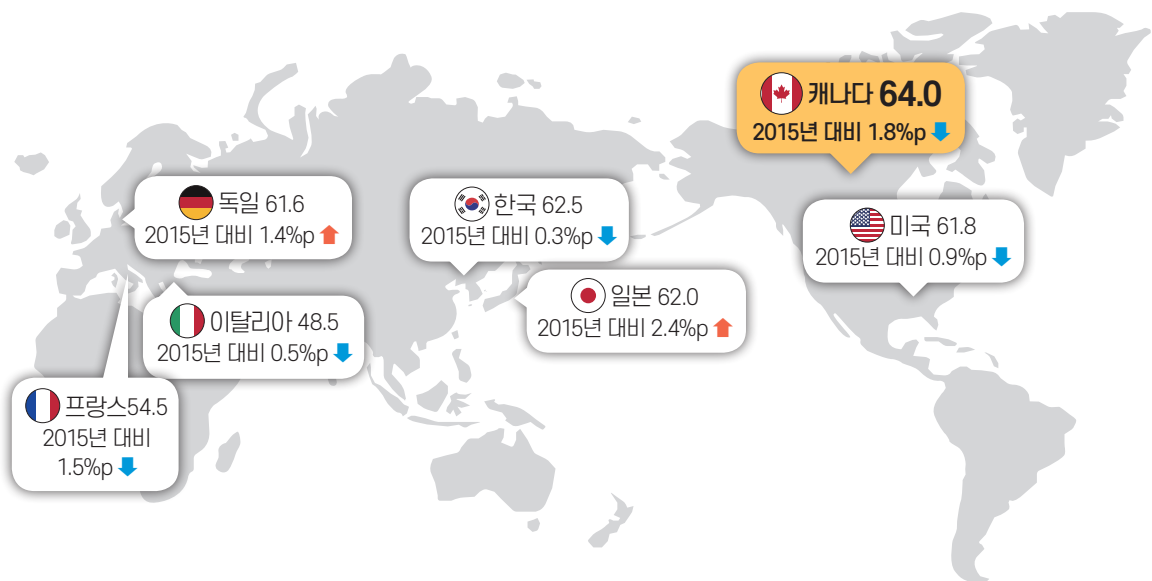 캐나다 64.0
2015년 대비 1.8%p
독일 61.6
2015년 대비 1.4%p
한국 62.5
2015년 대비 0.3%p
미국 61.8
2015년 대비 0.9%p
일본 62.0
2015년 대비 2.4%p
이탈리아 48.5
2015년 대비 0.5%p
프랑스54.5
2015년 대비
1.5%p